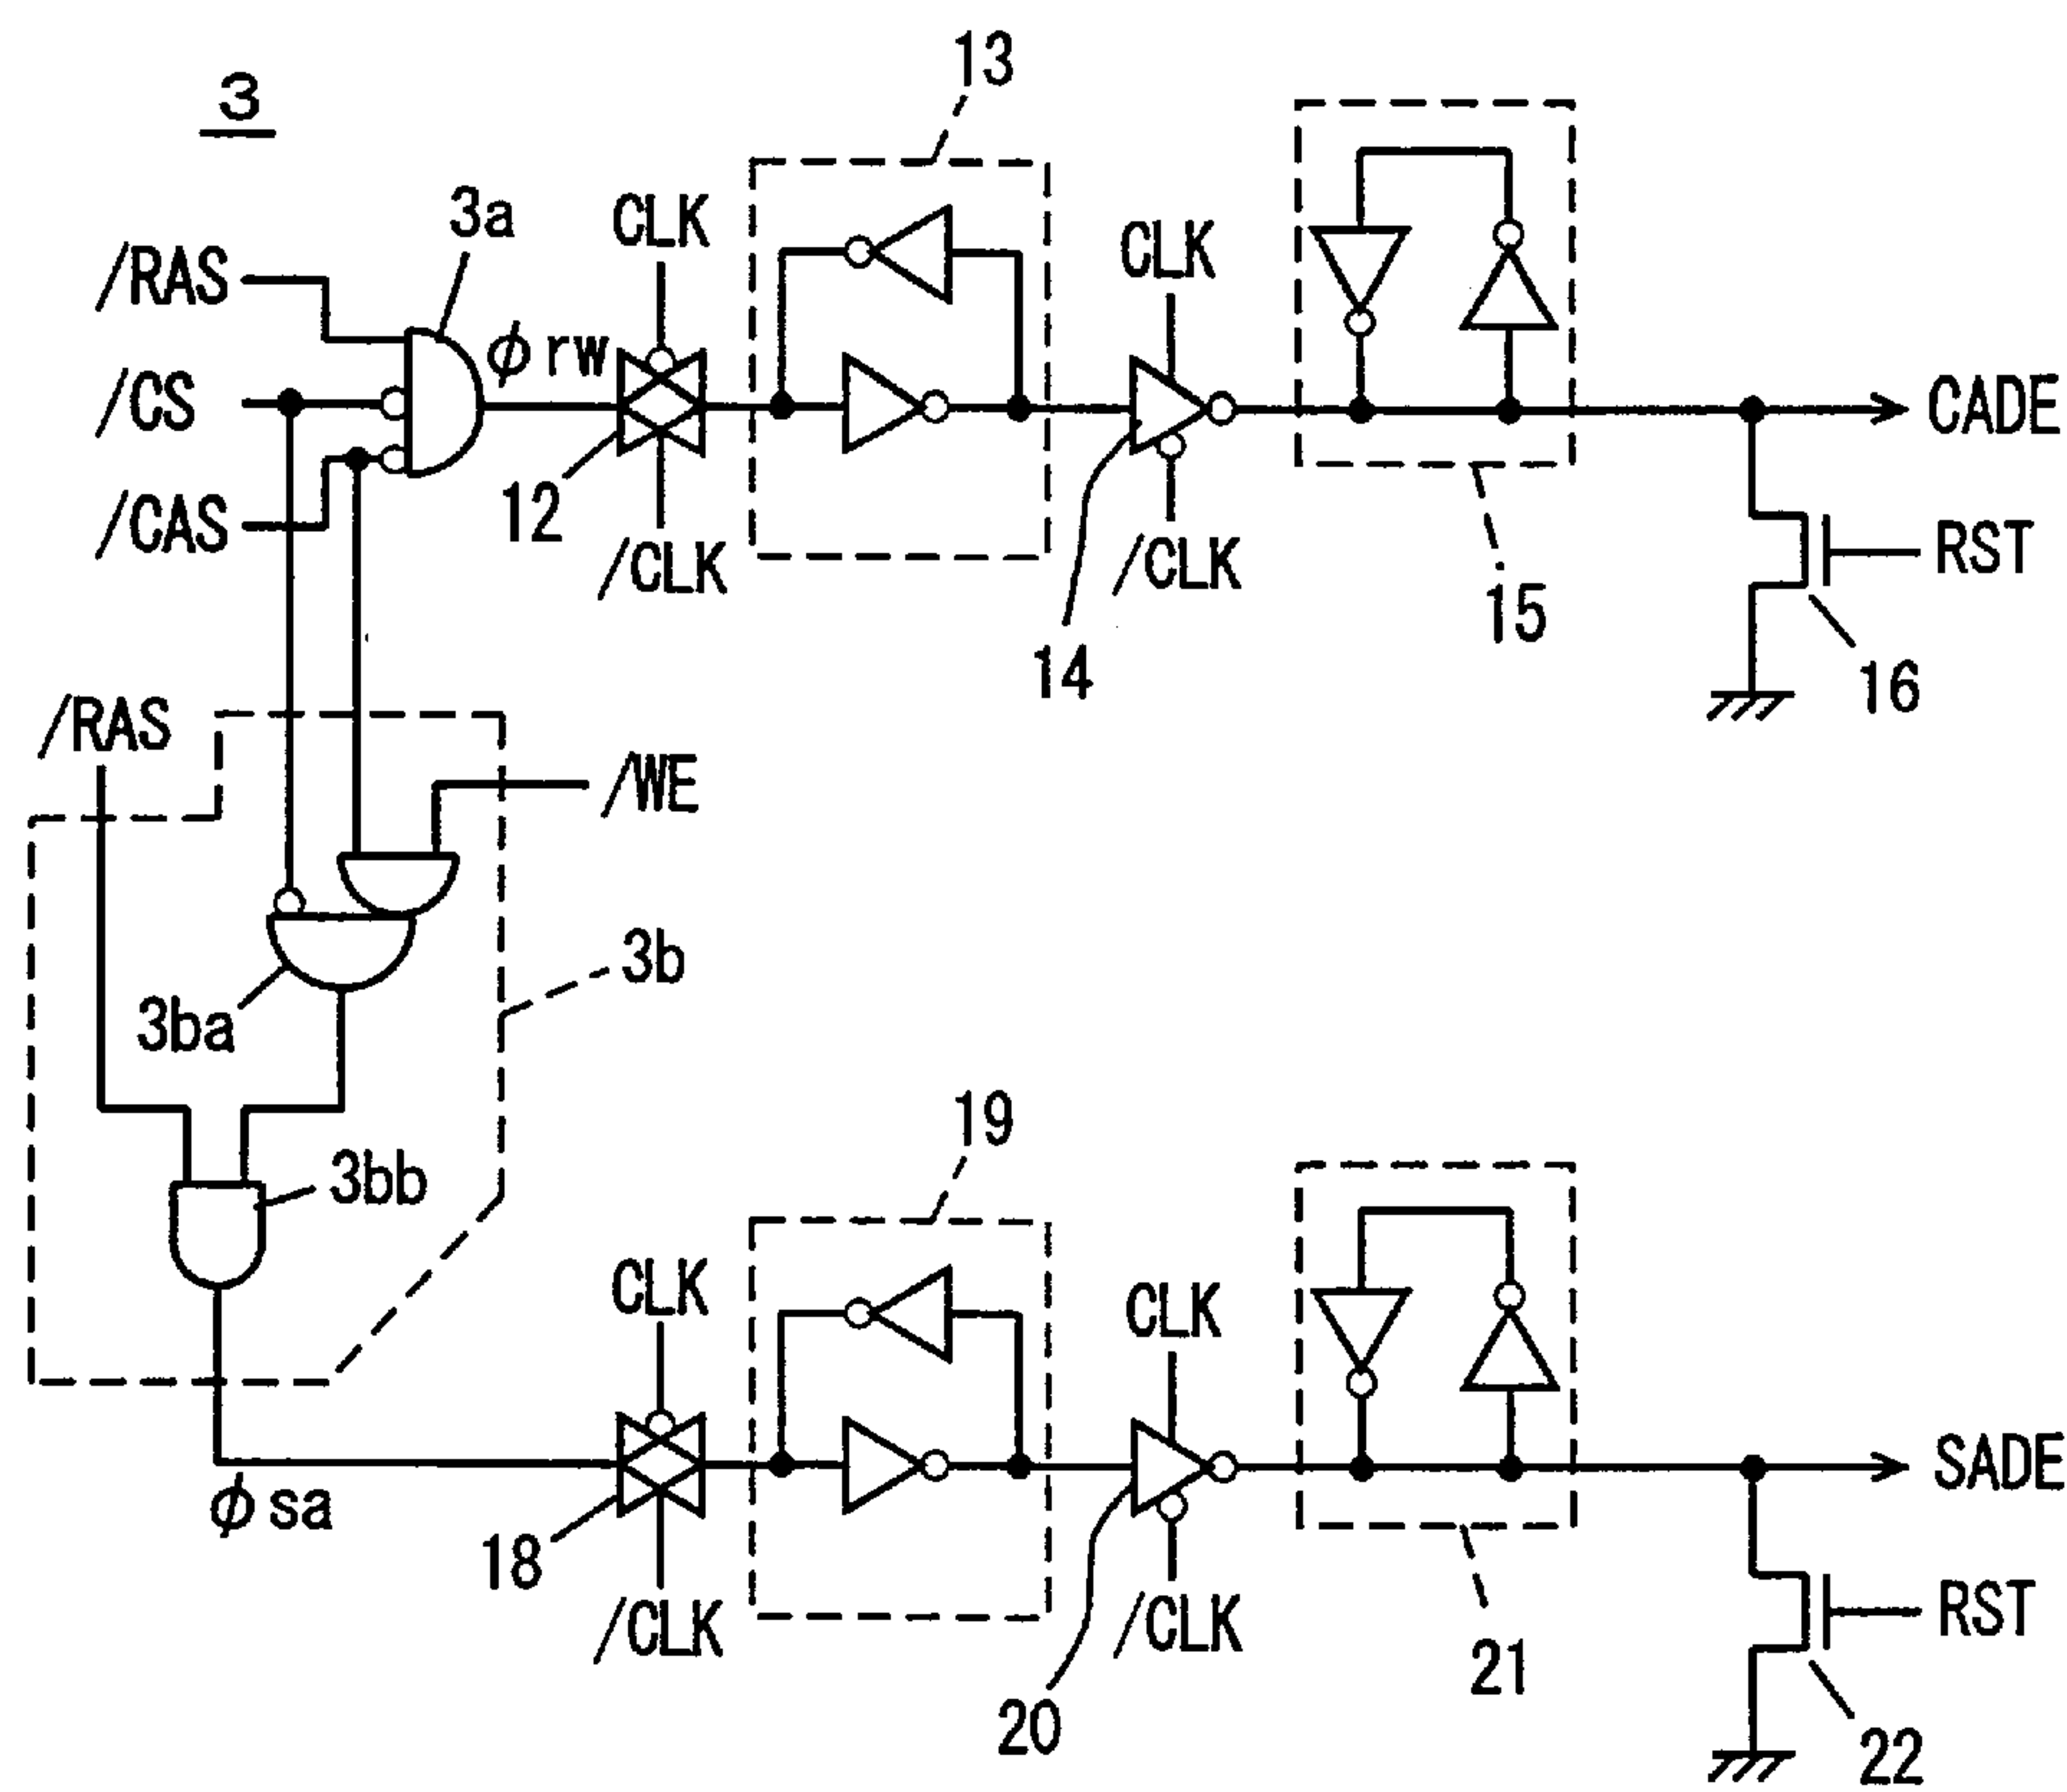 3
13
3a
CLK
CLK
/RAS
φrw
/CS
CADE
/CAS
12
/CLK
/CLK
RST
15
14
16
/RAS
/WE
3b
3ba
19
3bb
CLK
CLK
SADE
φsa
18
/CLK
/CLK
RST
21
20
22